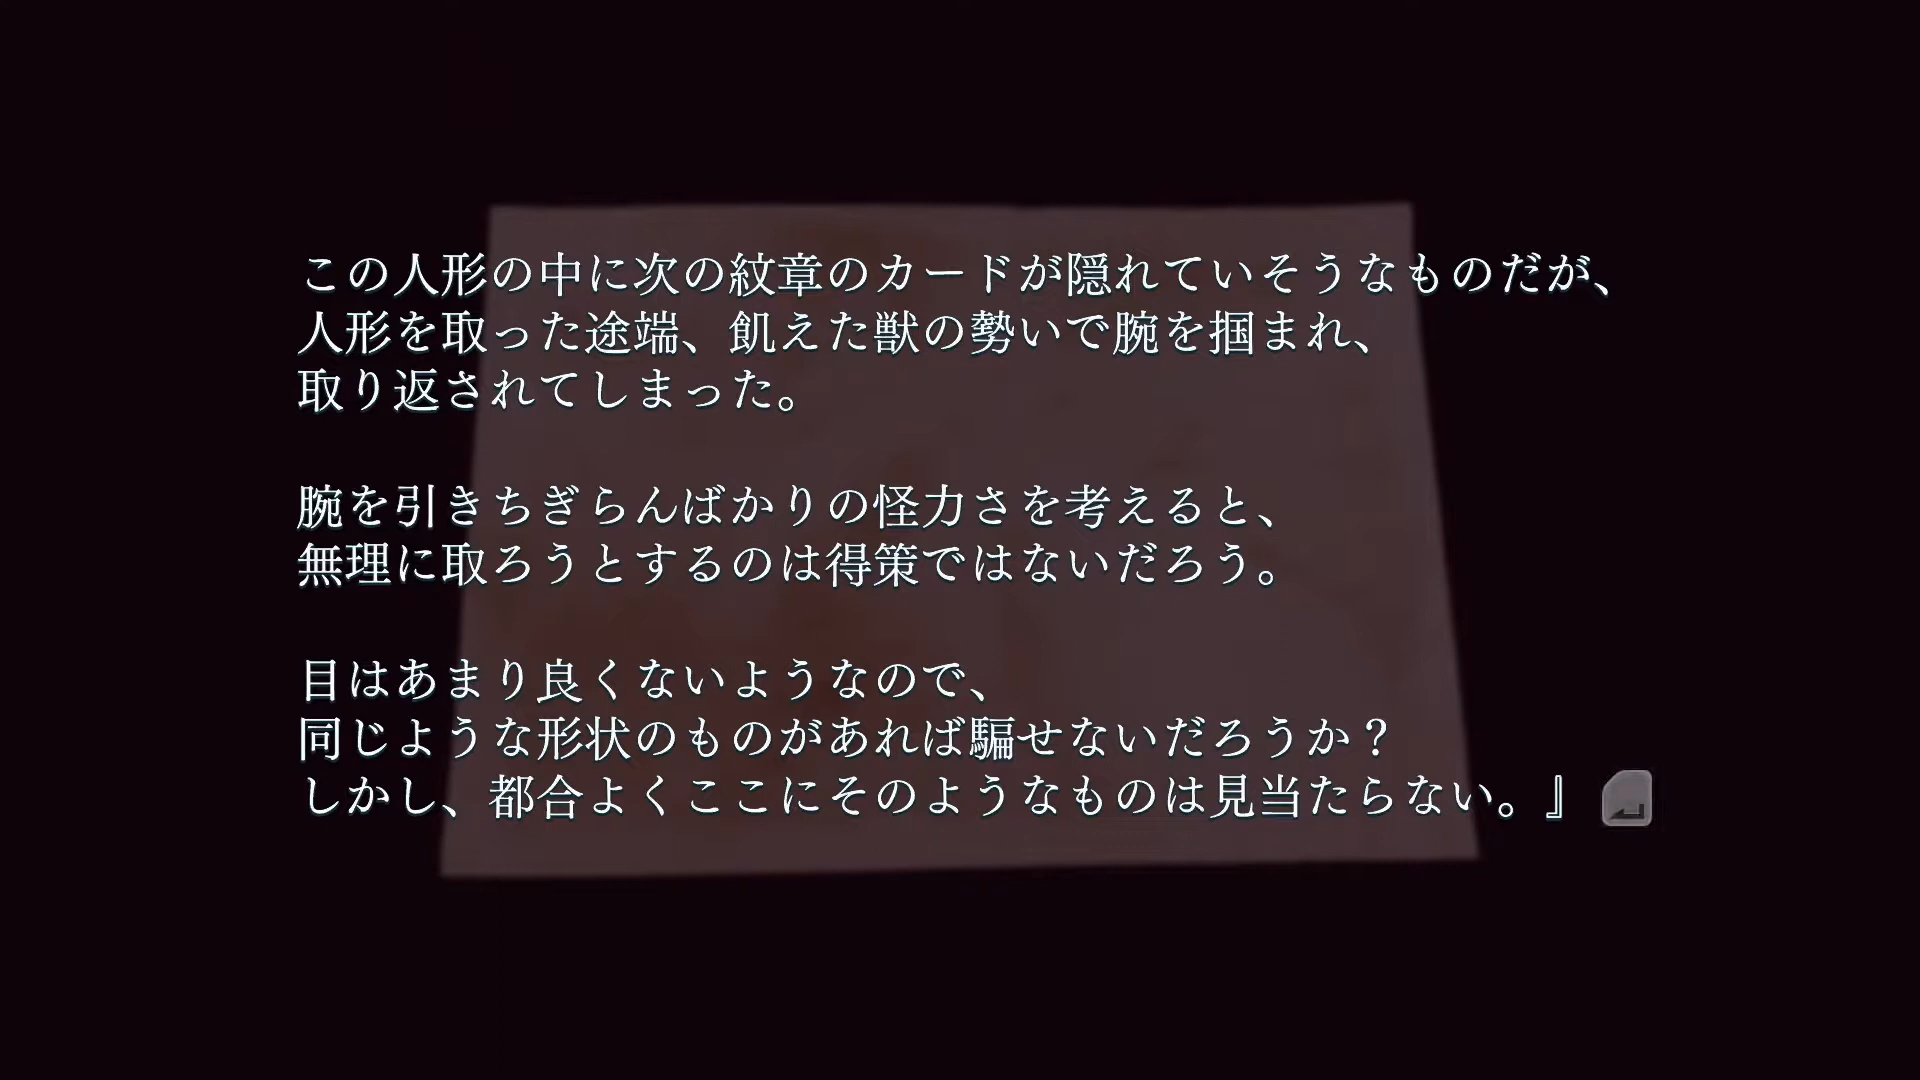 この人形の中に次の紋章のカードが隠れていそうなものだが、
人形を取った途端、飢えた獣の勢いで腕を掴まれ、
取り返されてしまった。
腕を引きちぎらんばかりの怪力さを考えると、
無理に取ろうとするのは得策ではないだろう。
目はあまり良くないようなので、
同じような形状のものがあれば騙せないだろうか？
しかし、都合よくここにそのようなものは見当たらない。』